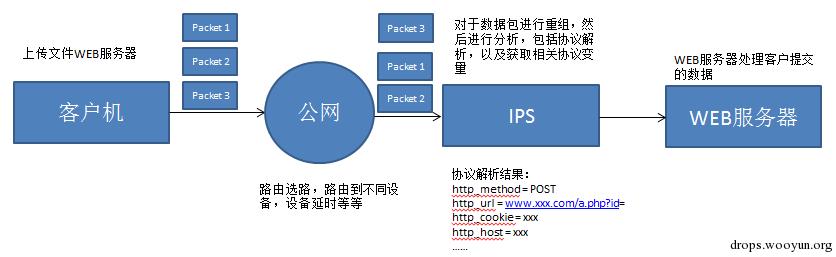 上传文件WEB服务器
Packet 1
Packet 2
Packet 3
客户机
公网
路由选路，路由到不同设
备，设备延时等等
Packet 3
Packet 1
Packet 2
对于数据包进行重组，然
后进行分析，包括协议解
析，以及获取相关协议变
量
IPS
协议解析结果：
http_method = POST
http_url = www.xxx.com/a.php?id=
http_cookie= xxx
http_host = xxx
......
WEB服务器处理客户提交
的数据
WEB服务器
drops.wooyun.org